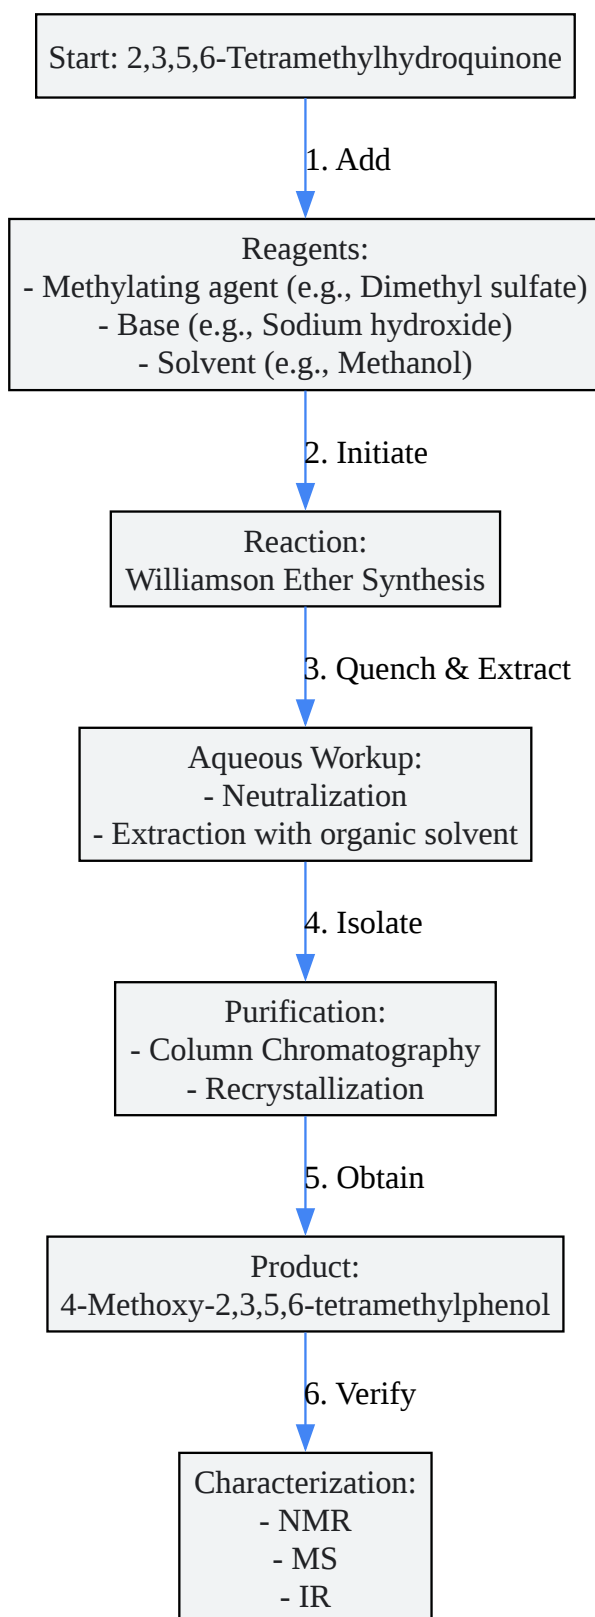 Start: 2,3,5,6-Tetramethylhydroquinone
1. Add
Reagents:
- Methylating agent (e.g., Dimethyl sulfate)
- Base (e.g., Sodium hydroxide)
- Solvent (e.g., Methanol)
2. Initiate
Reaction:
Williamson Ether Synthesis
3. Quench & Extract
Aqueous Workup:
- Neutralization
- Extraction with organic solvent
4. Isolate
Purification:
- Column Chromatography
- Recrystallization
5. Obtain
Product:
4-Methoxy-2,3,5,6-tetramethylphenol
6. Verify
Characterization:
- NMR
- MS
- IR